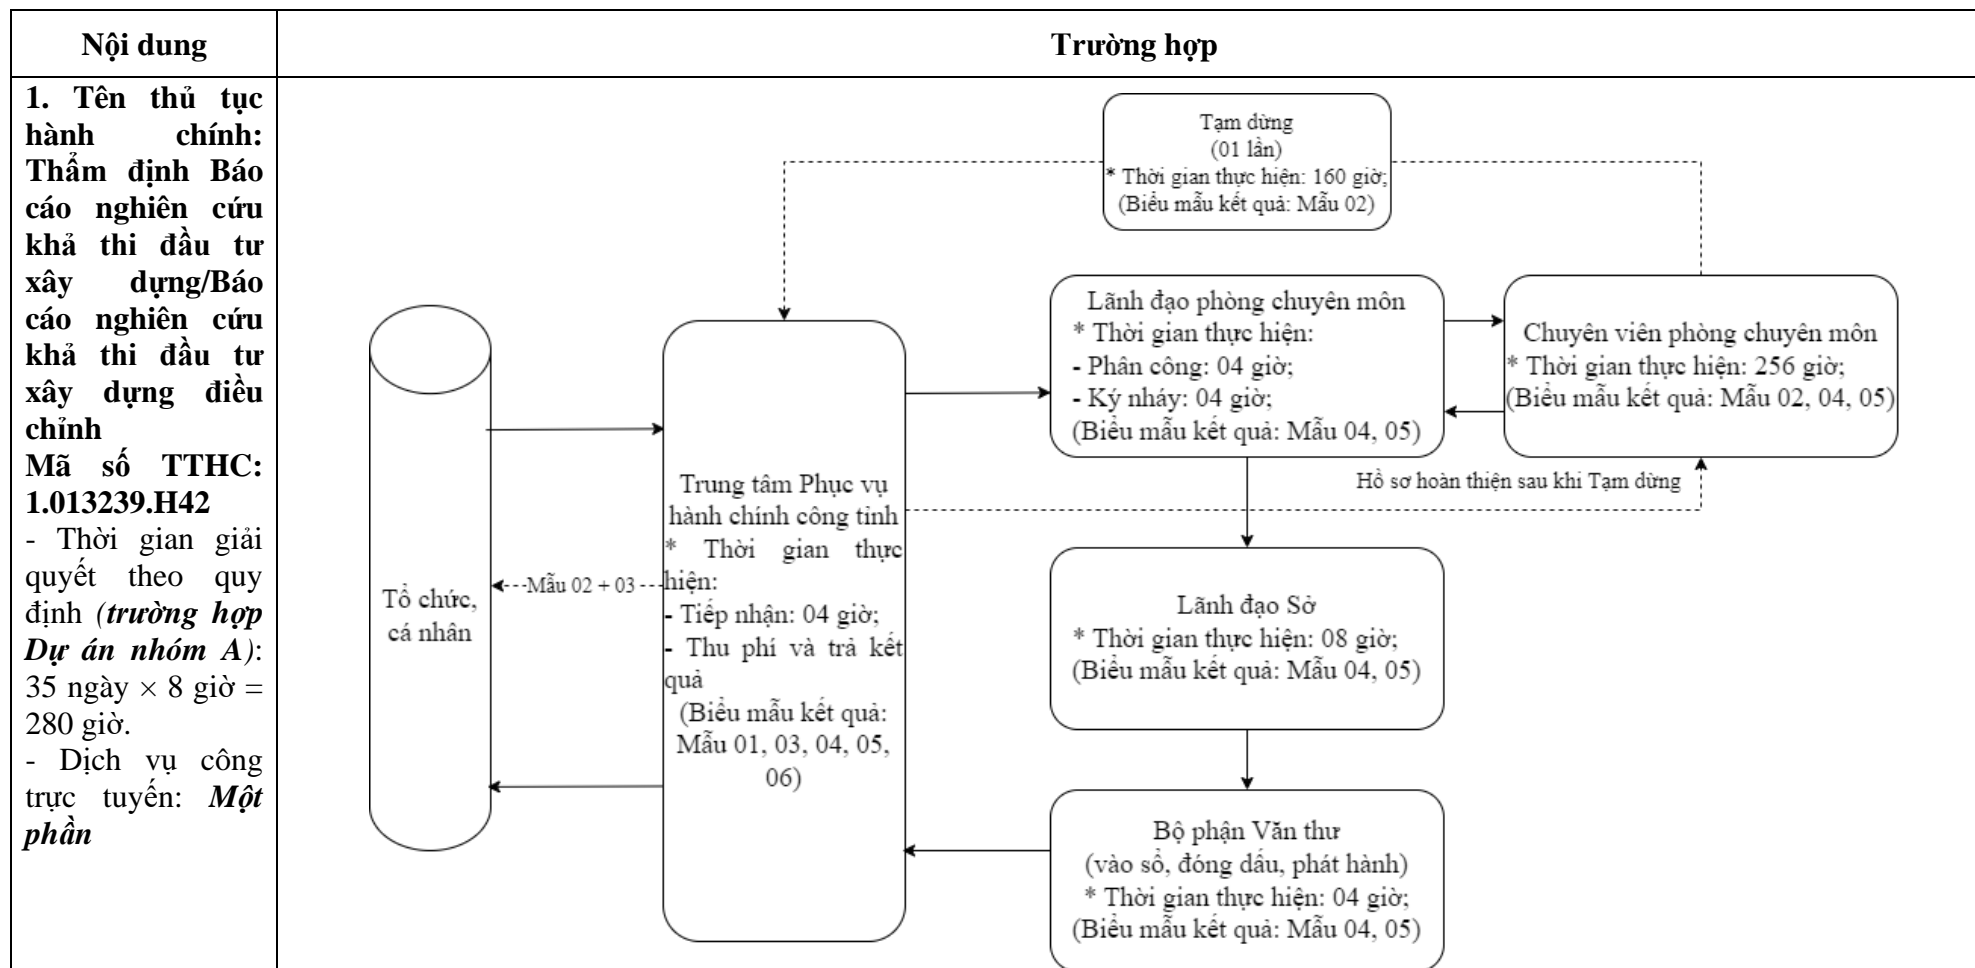 Nội dung
Trường hợp
1. Tên thủ tục
hành chính:
Thẩm định Báo
cáo nghiên cứu
khả thi đầu tư
xây dựng/Báo
cáo nghiên cứu
khả thi đầu tư
xây dựng điều
chỉnh
Mã số TTHC:
1.013239.H42
- Thời gian giải
quyết theo quy
định (trường hợp
Dự án nhóm A):
35 ngày × 8 giờ =
280 giờ.
- Dịch vụ công
trực tuyến: Một
phần
Tạm dừng
(01 lần)
* Thời gian thực hiện: 160 giờ;
(Biểu mẫu kết quả: Mẫu 02)
Lãnh đạo phòng chuyên môn
* Thời gian thực hiện:
- Phân công: 04 giờ;
- Ký nháy: 04 giờ;
(Biểu mẫu kết quả: Mẫu 04, 05)
Chuyên viên phòng chuyên môn
* Thời gian thực hiện: 256 giờ;
(Biểu mẫu kết quả: Mẫu 02, 04, 05)
Hồ sơ hoàn thiện sau khi Tạm dừng
Tổ chức,
cá nhân
Mẫu 02 + 03
Trung tâm Phục vụ
hành chính công tỉnh
* Thời gian thực
hiện:
- Tiếp nhận: 04 giờ;
- Thu phí và trả kết
quả
(Biểu mẫu kết quả:
Mẫu 01, 03, 04, 05,
06)
Lãnh đạo Sở
* Thời gian thực hiện: 08 giờ;
(Biểu mẫu kết quả: Mẫu 04, 05)
Bộ phận Văn thư
(vào sổ, đóng dấu, phát hành)
* Thời gian thực hiện: 04 giờ;
(Biểu mẫu kết quả: Mẫu 04, 05)